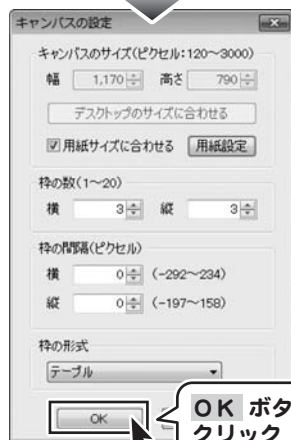 キャンバスの設定
キャンバスのサイズ(ピクセル:120～3000)
幅 1,170 高さ 790
デスクトップのサイズに合わせる
用紙サイズに合わせる 用紙設定
枠の数(1～20)
横 3 縦 3
枠の間隔(ピクセル)
横 0 (-292～234)
縦 0 (-197～158)
枠の形式
テーブル
OK
OK ボタ
クリック